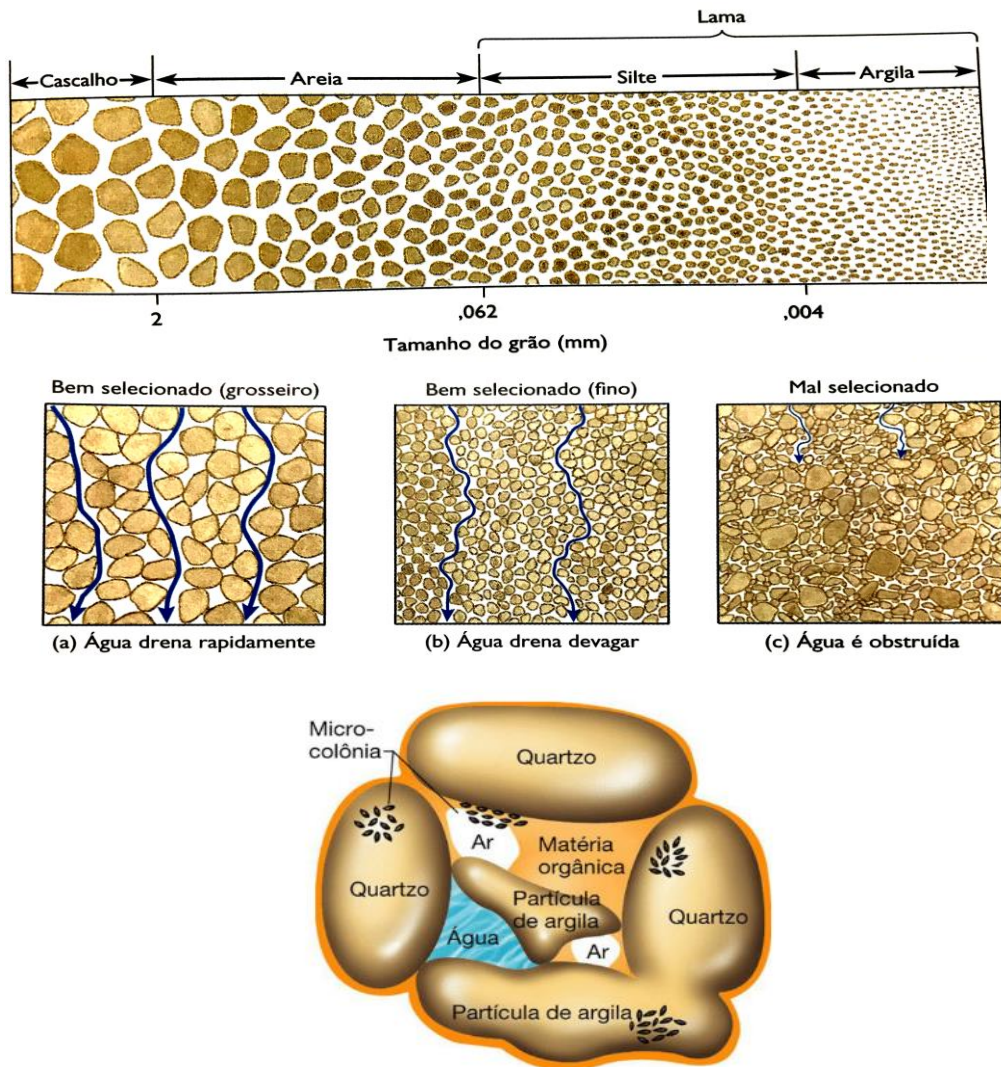 Lama
Cascalho
Areia
Silte
Argila
2
,062
,004
Tamanho do grão (mm)
Bem selecionado (grosseiro)
Bem selecionado (fino)
Mal selecionado
(a) Água drena rapidamente
(b) Água drena devagar
(c) Água é obstruída
Micro-
colônia
Quartzo
Ar
Matéria
orgânica
Quartzo
Partícula
de argila
Quartzo
Água
Ar
Partícula de argila